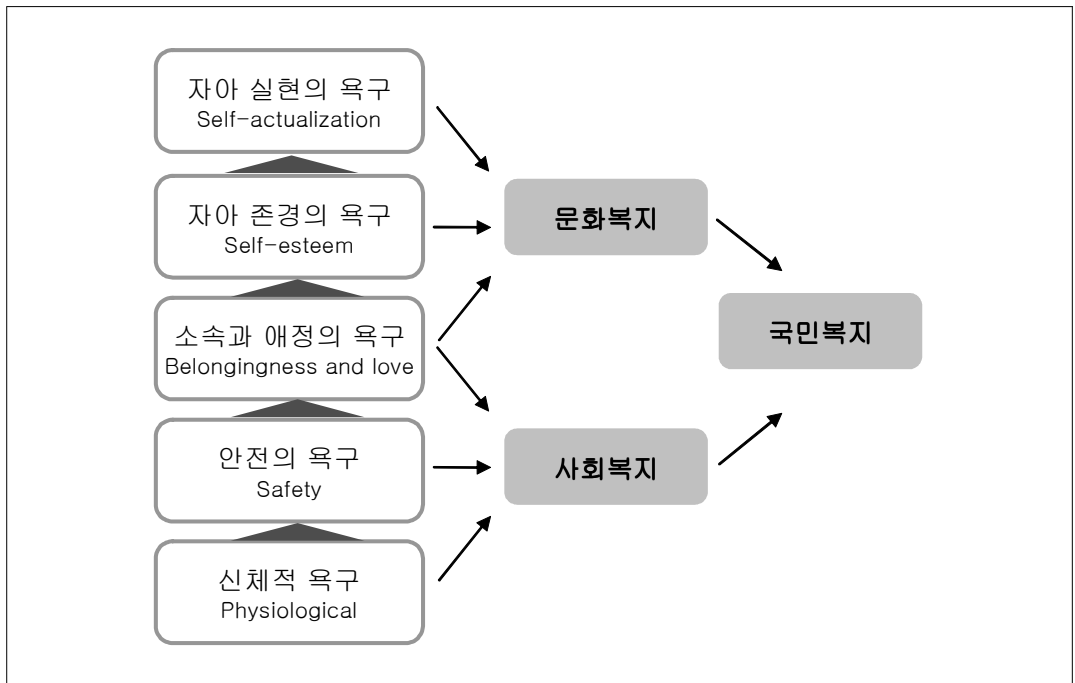 자아 실현의 욕구
Self-actualization
자아 존경의 욕구
Self-esteem
소속과 애정의 욕구
Belongingness and love
안전의 욕구
Safety
신체적 욕구
Physiological
문화복지
사회복지
국민복지